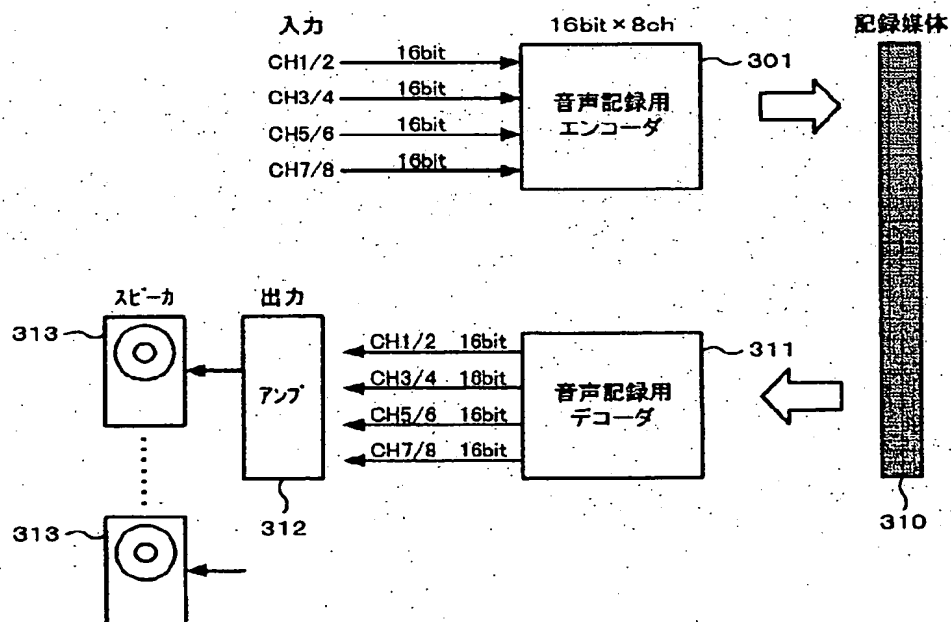 入力
16bit×8ch
記録媒体
CH1/2 16bit
CH3/4 16bit
CH5/6 16bit
CH7/8 16bit
音声記録用
エンコーダ
301
スピーカ
出力
313
アンプ
CH1/2 16bit
CH3/4 16bit
CH5/6 16bit
CH7/8 16bit
音声記録用
デコーダ
311
312
310
313